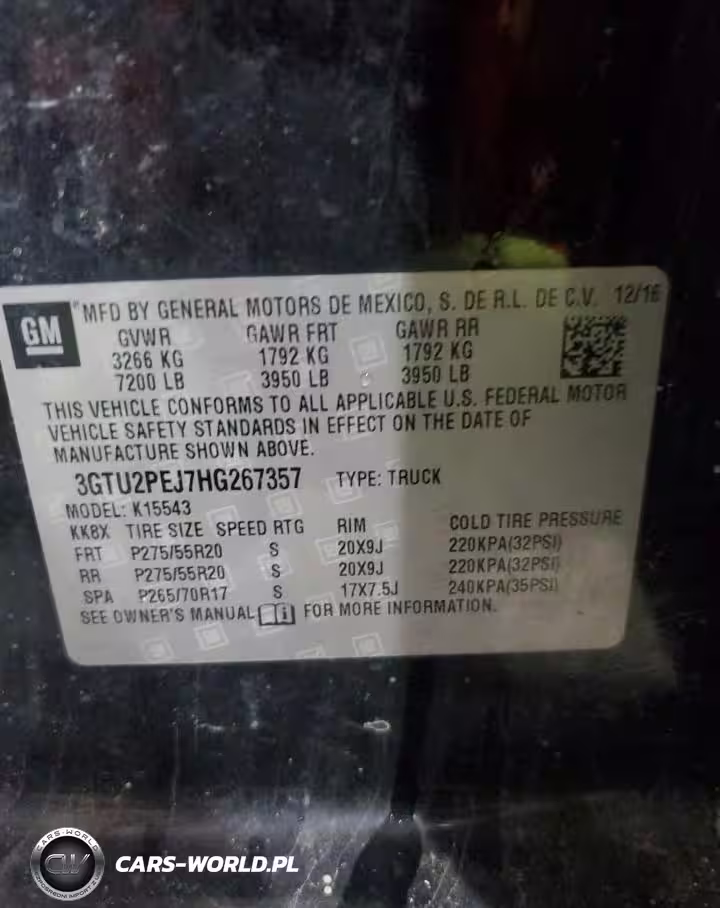 GM
MFD BY GENERAL MOTORS DE MEXICO, S. DE R.L. DE C.V. 12/16
GVWR GAWR FRT GAWR RR
3266 KG 1792 KG 1792 KG
7200 LB 3950 LB 3950 LB
THIS VEHICLE CONFORMS TO ALL APPLICABLE U.S. FEDERAL MOTOR
VEHICLE SAFETY STANDARDS IN EFFECT ON THE DATE OF
MANUFACTURE SHOWN ABOVE.
3GTU2PEJ7HG267357 TYPE: TRUCK
MODEL: K15543
KK8X TIRE SIZE SPEED RTG RIM COLD TIRE PRESSURE
FRT P275/55R20 S 20X9J 220KPA(32PSI)
RR P275/55R20 S 20X9J 220KPA(32PSI)
SPA P265/70R17 S 17X7.5J 240KPA(35PSI)
SEE OWNER'S MANUAL FOR MORE INFORMATION.
CARS-WORLD
CW
CARS-WORLD.PL